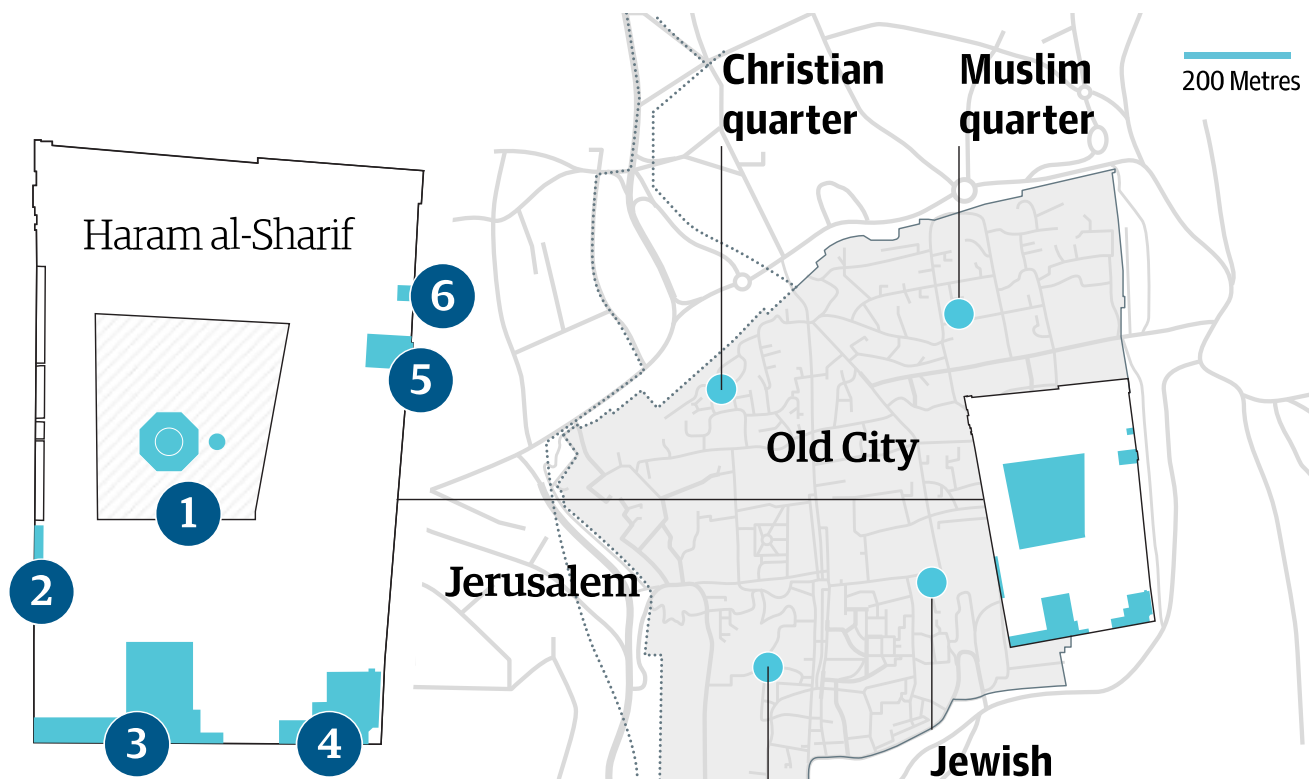 Christian
quarter
Muslim
quarter
200 Metres
Haram al-Sharif
6
5
1
2
3
4
Old City
Jerusalem
Jewish